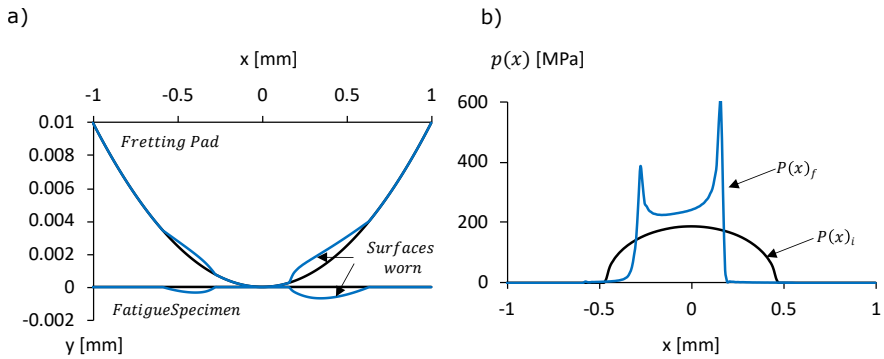 a)
x [mm]
-1 -0.5 0 0.5 1
0.01
0.008
0.006
0.004
0.002
0
-0.002
Fretting Pad
Surfaces
worn
FatigueSpecimen
y [mm]
b)
p(x) [MPa]
600
400
200
0
P(x)f
P(x)i
-1 -0.5 0 0.5 1
x [mm]